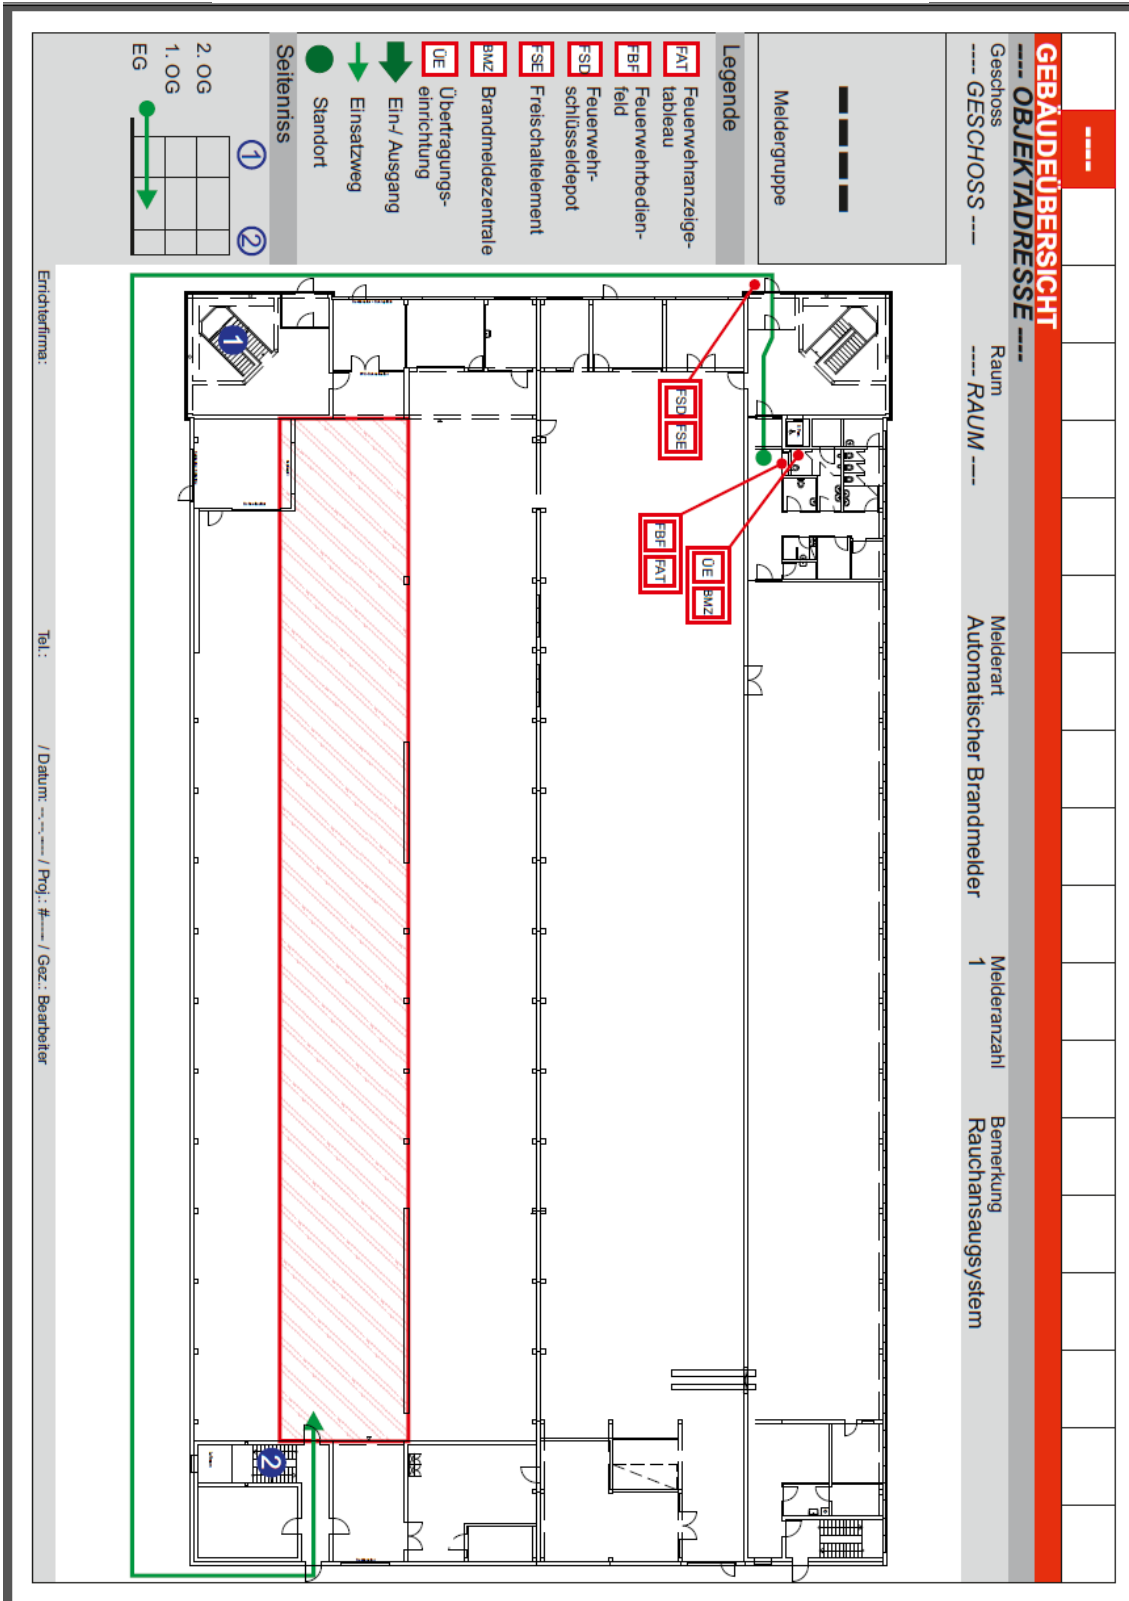 ----
GEBÄUDEÜBERSICHT
---- OBJEKTADRESSE ----
Geschoss
---- GESCHOSS ----
Raum
---- RAUM ----
Melderart
Automatischer Brandmelder
Melderanzahl
1
Bemerkung
Rauchansaugsystem
Meldergruppe
Legende
FAT
Feuerwehranzeige-
tableau
FBF
Feuerwehrbedien-
feld
FSD
Feuerwehr-
schlüsseldepot
FSE
Freischaltelement
BMZ
Brandmeldezentrale
ÜE
Übertragungs-
einrichtung
Ein-/ Ausgang
Einsatzweg
Standort
Seitenriss
1 2
2. OG
1. OG
EG
1
FSD FSE
FBF FAT
ÜE BMZ
2
Errichterfirma:
Tel.:
/ Datum: --.--.---- / Proj.: #----- / Gez.: Bearbeiter